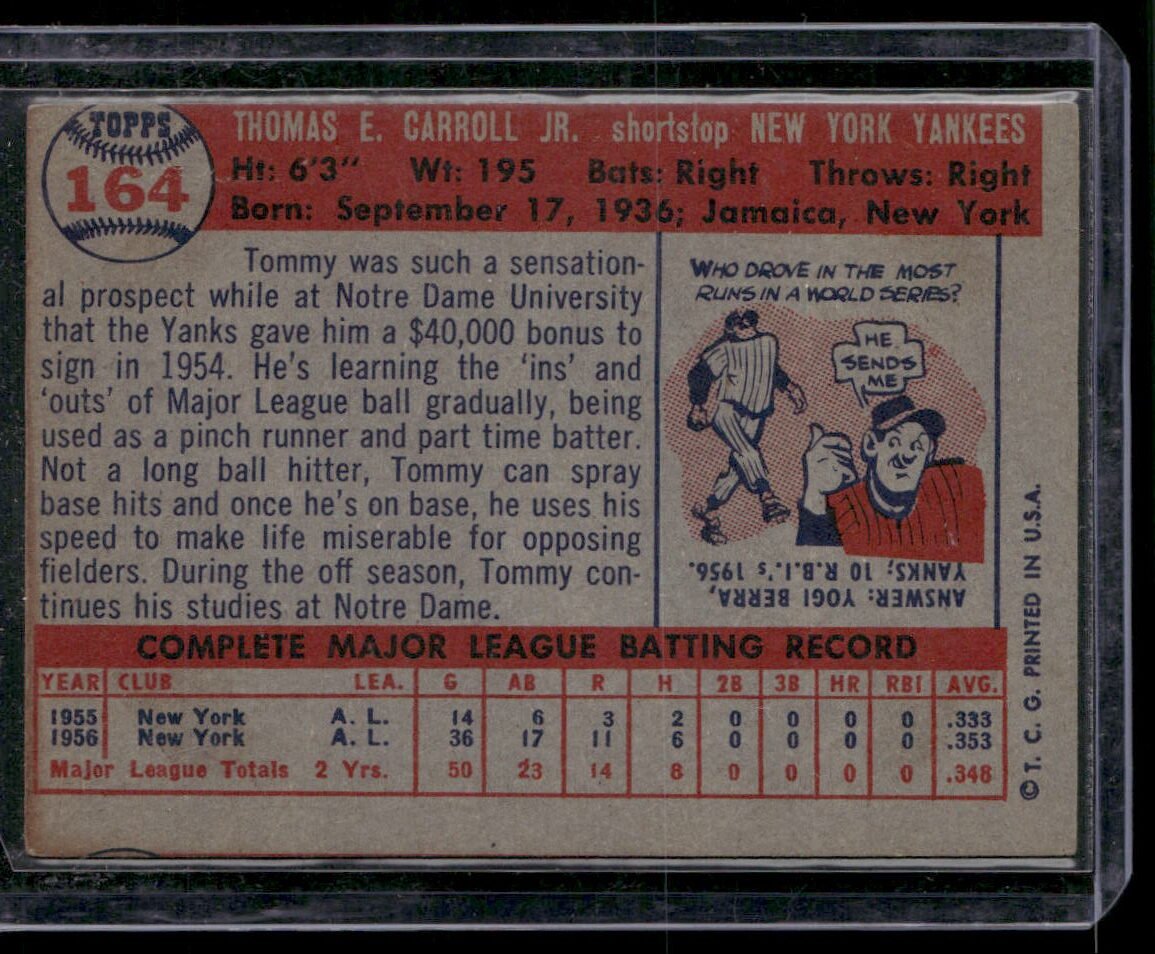 TOPPS
164
THOMAS E. CARROLL JR. shortstop NEW YORK YANKEES
Ht: 6'3" Wt: 195 Bats: Right Throws: Right
Born: September 17, 1936; Jamaica, New York
Tommy was such a sensation-
al prospect while at Notre Dame University
that the Yanks gave him a $40,000 bonus to
sign in 1954. He's learning the 'ins' and
'outs' of Major League ball gradually, being
used as a pinch runner and part time batter.
Not a long ball hitter, Tommy can spray
base hits and once he's on base, he uses his
speed to make life miserable for opposing
fielders. During the off season, Tommy con-
tinues his studies at Notre Dame.
WHO DROVE IN THE MOST
RUNS IN A WORLD SERIES?
HE
SENDS
ME
ANSWER: YOGI BERRA,
YANKS; 10 R.B.I.'s 1956.
COMPLETE MAJOR LEAGUE BATTING RECORD
YEAR CLUB LEA. G AB R H 2B 3B HR RBI AVG.
1955 New York A. L. 14 6 3 2 0 0 0 0 .333
1956 New York A. L. 36 17 11 6 0 0 0 0 .353
Major League Totals 2 Yrs. 50 23 14 8 0 0 0 0 .348
© T. C. G. PRINTED IN U.S.A.